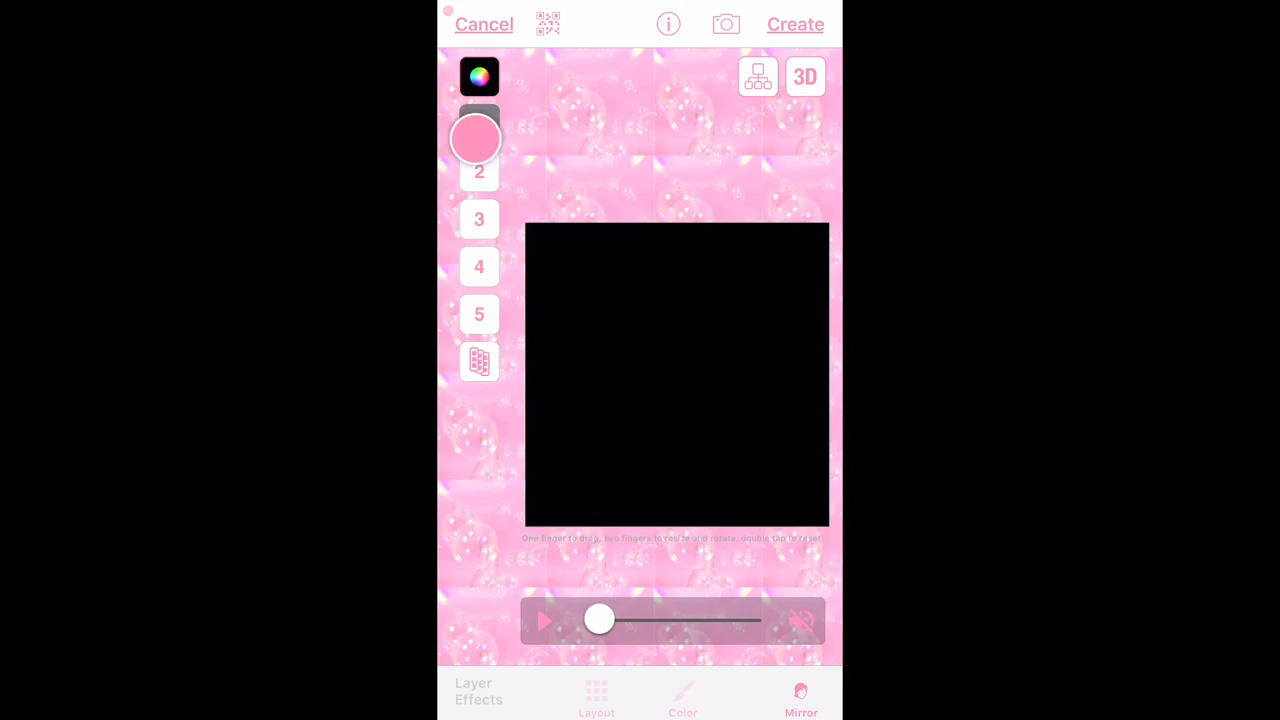 Cancel
Create
3D
2
3
4
5
One finger to drag, two fingers to resize and rotate, double tap to reset.
Layer
Effects
Layout
Color
Mirror